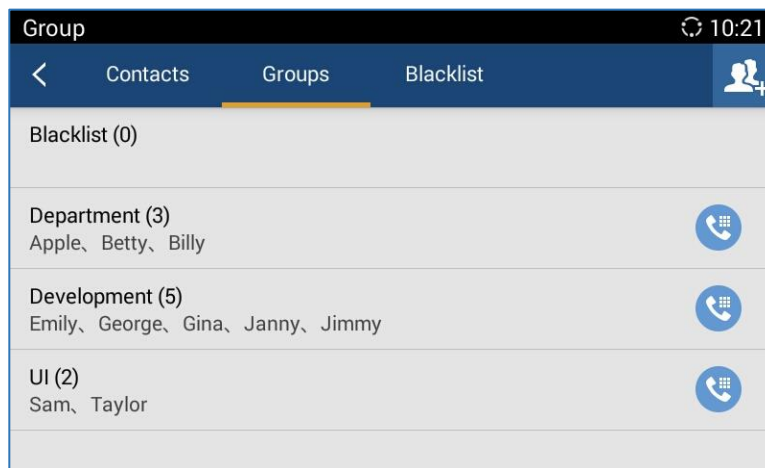 Group 10:21
Contacts Groups Blacklist
Blacklist (0)
Department (3)
Apple、Betty、Billy
Development (5)
Emily、George、Gina、Janny、Jimmy
UI (2)
Sam、Taylor